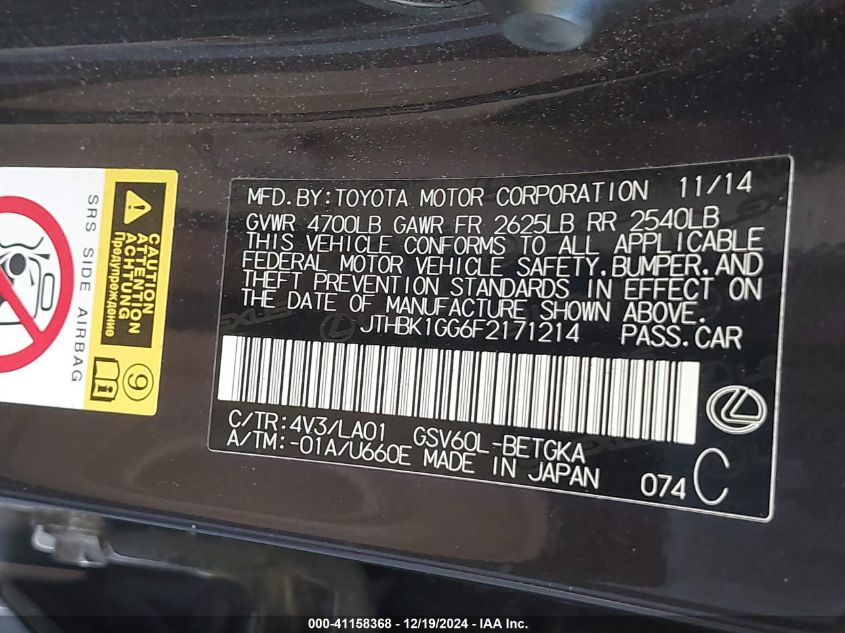 MFD.BY:TOYOTA MOTOR CORPORATION 11/14
GVWR 4700LB GAWR FR 2625LB RR 2540LB
THIS VEHICLE CONFORMS TO ALL APPLICABLE
FEDERAL MOTOR VEHICLE SAFETY.BUMPER.AND
THEFT PREVENTION STANDARDS IN EFFECT ON
THE DATE OF MANUFACTURE SHOWN ABOVE.
JTHBK1GG6F2171214 PASS.CAR
C/TR:4V3/LA01 GSV60L-BETGKA
A/TM:-01A/U660E MADE IN JAPAN 074 C
SRS SIDE AIRBAG
CAUTION
ATTENTION
ACHTUNG
Предупреждение
9
000-41158368 - 12/19/2024 - IAA Inc.